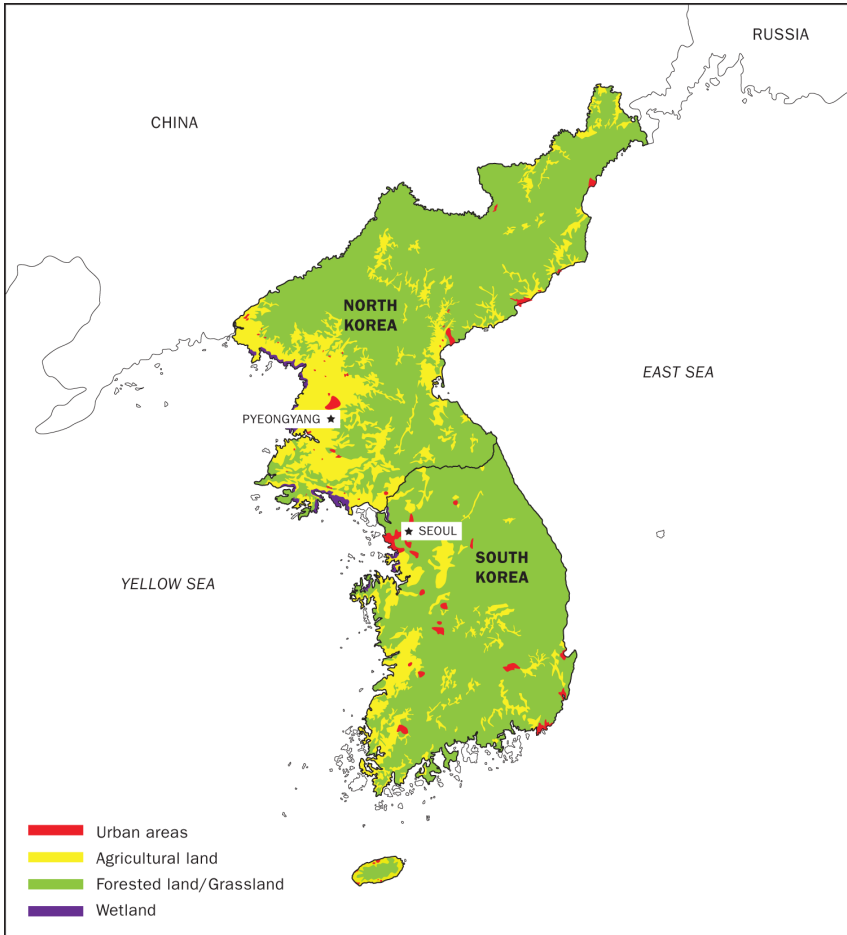 RUSSIA
CHINA
NORTH
KOREA
EAST SEA
PYEONGYANG
SEOUL
SOUTH
KOREA
YELLOW SEA
Urban areas
Agricultural land
Forested land/Grassland
Wetland